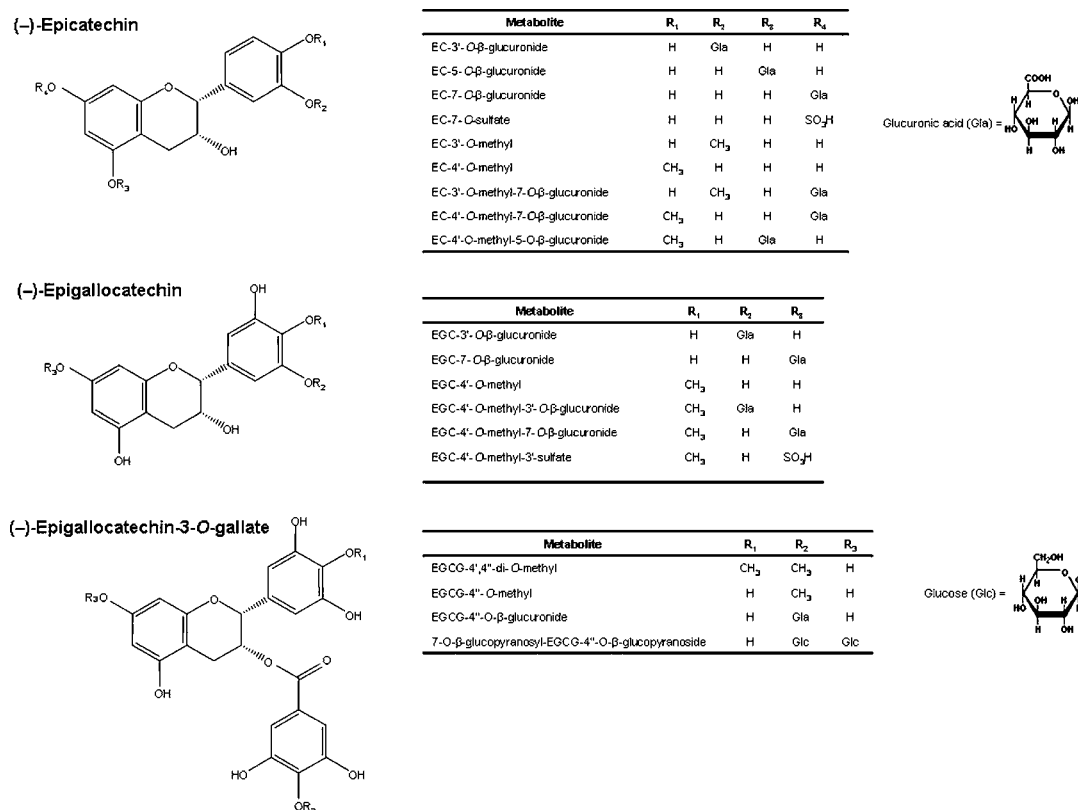 (–)-Epicatechin
OR₁
OR₂
R₄O
O
OH
OR₃
Metabolite R₁ R₂ R₃ R₄
EC-3'-O-β-glucuronide H Gla H H
EC-5-O-β-glucuronide H H Gla H
EC-7-O-β-glucuronide H H H Gla
EC-7-O-sulfate H H H SO₃H
EC-3'-O-methyl H CH₃ H H
EC-4'-O-methyl CH₃ H H H
EC-3'-O-methyl-7-O-β-glucuronide H CH₃ H Gla
EC-4'-O-methyl-7-O-β-glucuronide CH₃ H H Gla
EC-4'-O-methyl-5-O-β-glucuronide CH₃ H Gla H
Glucuronic acid (Gla) =
COOH
H O OH
H
OH H
HO H
H OH
(–)-Epigallocatechin
OH
OR₁
R₃O
O
OR₂
OH
OH
Metabolite R₁ R₂ R₃
EGC-3'-O-β-glucuronide H Gla H
EGC-7-O-β-glucuronide H H Gla
EGC-4'-O-methyl CH₃ H H
EGC-4'-O-methyl-3'-O-β-glucuronide CH₃ Gla H
EGC-4'-O-methyl-7-O-β-glucuronide CH₃ H Gla
EGC-4'-O-methyl-3'-sulfate CH₃ H SO₃H
(–)-Epigallocatechin-3-O-gallate
OH
OR₁
R₃O
O
OH
O
O
OH
HO
OH
OR₂
Metabolite R₁ R₂ R₃
EGCG-4',4"-di-O-methyl CH₃ CH₃ H
EGCG-4"-O-methyl H CH₃ H
EGCG-4"-O-β-glucuronide H Gla H
7-O-β-glucopyranosyl-EGCG-4"-O-β-glucopyranoside H Glc Glc
Glucose (Glc) =
CH₂OH
H O
H
OH H
HO H
H OH